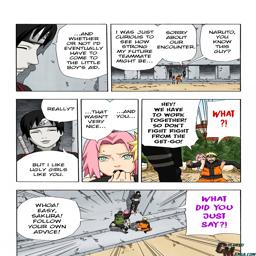 NARUTO,
YOU
KNOW
THIS
GUY?
SORRY
ABOUT
OUR
ENCOUNTER.
I WAS JUST
CURIOUS TO
SEE HOW
STRONG
MY FUTURE
TEAMMATE
MIGHT BE...
...AND
WHETHER
OR NOT I'D
EVENTUALLY
HAVE TO
COME TO
THE LITTLE
BOY'S AID.
WHAT
?!
HEY!
WE HAVE
TO WORK
TOGETHER!
SO DON'T
FIGHT RIGHT
FROM THE
GET-GO!
...AND
YOU...
...THAT
WASN'T
VERY
NICE...
REALLY?
BUT I LIKE
UGLY GIRLS
LIKE YOU.
WHAT
DID YOU
JUST
SAY?!
WHOA!
EASY,
SAKURA!
FOLLOW
YOUR OWN
ADVICE!